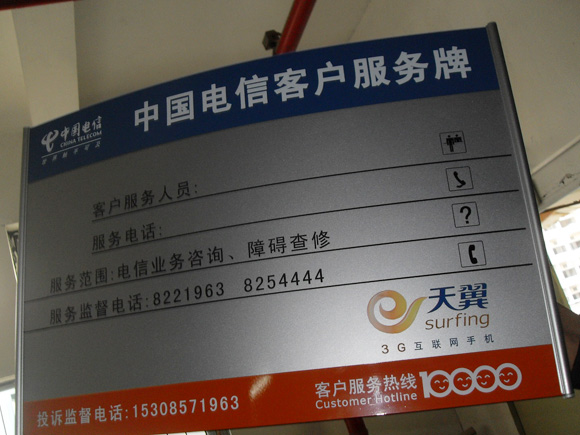 中国电信
CHINA TELECOM
中国电信客户服务牌
客户服务人员:
服务电话:
服务范围:电信业务咨询、障碍查修
?
服务监督电话:8221963 8254444
天翼
surfing
3G互联网手机
投诉监督电话:15308571963
客户服务热线 10000
Customer Hotline